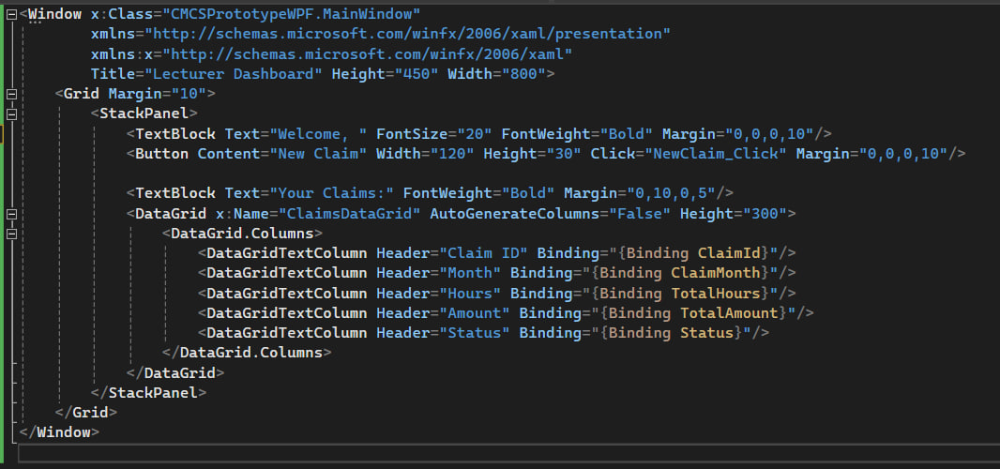 <Window x:Class="CMCSPrototypeWPF.MainWindow"
        xmlns="http://schemas.microsoft.com/winfx/2006/xaml/presentation"
        xmlns:x="http://schemas.microsoft.com/winfx/2006/xaml"
        Title="Lecturer Dashboard" Height="450" Width="800">
    <Grid Margin="10">
        <StackPanel>
            <TextBlock Text="Welcome, " FontSize="20" FontWeight="Bold" Margin="0,0,0,10"/>
            <Button Content="New Claim" Width="120" Height="30" Click="NewClaim_Click" Margin="0,0,0,10"/>

            <TextBlock Text="Your Claims:" FontWeight="Bold" Margin="0,10,0,5"/>
            <DataGrid x:Name="ClaimsDataGrid" AutoGenerateColumns="False" Height="300">
                <DataGrid.Columns>
                    <DataGridTextColumn Header="Claim ID" Binding="{Binding ClaimId}"/>
                    <DataGridTextColumn Header="Month" Binding="{Binding ClaimMonth}"/>
                    <DataGridTextColumn Header="Hours" Binding="{Binding TotalHours}"/>
                    <DataGridTextColumn Header="Amount" Binding="{Binding TotalAmount}"/>
                    <DataGridTextColumn Header="Status" Binding="{Binding Status}"/>
                </DataGrid.Columns>
            </DataGrid>
        </StackPanel>
    </Grid>
</Window>